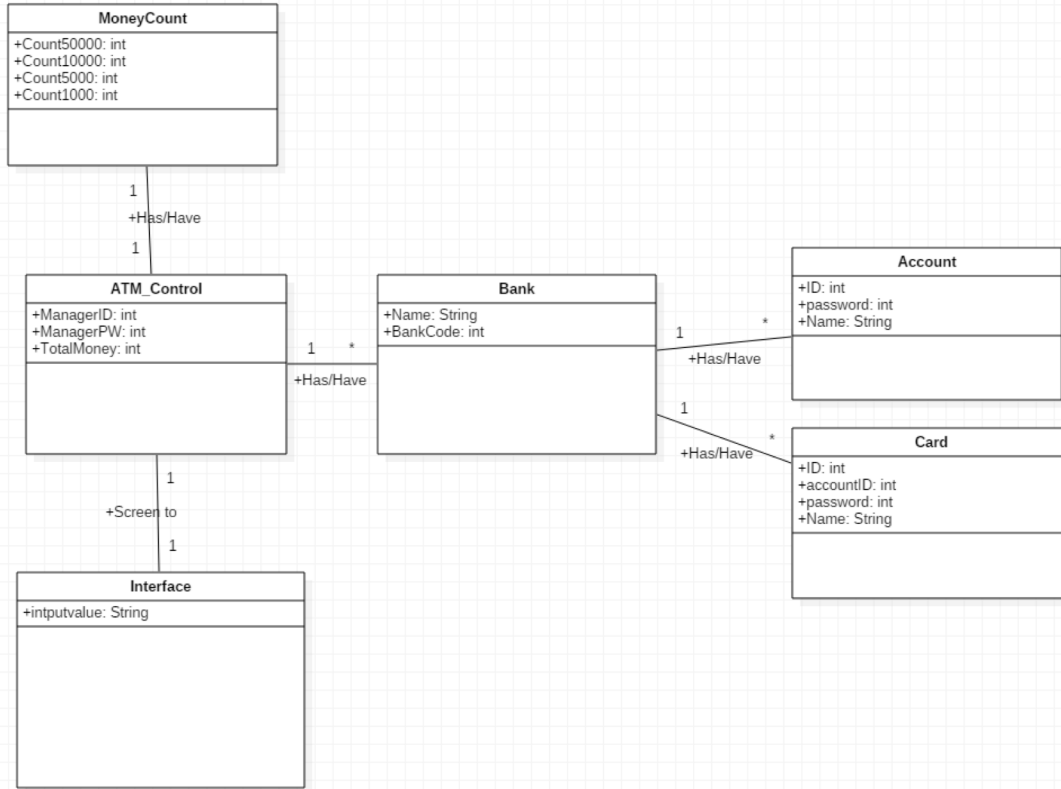 MoneyCount
+Count50000: int
+Count10000: int
+Count5000: int
+Count1000: int
1
+Has/Have
1
ATM_Control
+ManagerID: int
+ManagerPW: int
+TotalMoney: int
1 *
+Has/Have
Bank
+Name: String
+BankCode: int
1 *
+Has/Have
Account
+ID: int
+password: int
+Name: String
1 *
+Has/Have
Card
+ID: int
+accountID: int
+password: int
+Name: String
1
+Screen to
1
Interface
+intputvalue: String